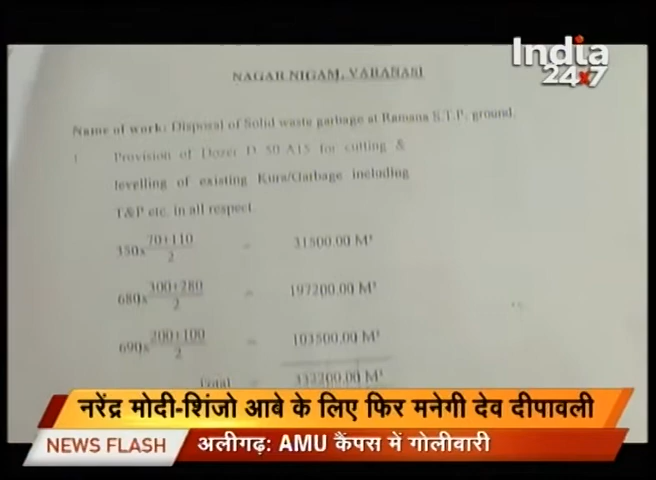 India
24x7
NAGAR NIGAM, VARANASI
Name of work: Disposal of Solid waste garbage at Ramana S.T.P. ground.
1 Provision of Dozer D 50 A15 for cutting &
levelling of existing Kura/Garbage including
T&P etc. in all respect
350x 70+110 / 2 = 31500.00 M³
680x 300+280 / 2 = 197200.00 M³
690x 200+100 / 2 = 103500.00 M³
Total = 332200.00 M³
नरेंद्र मोदी-शिंजो आबे के लिए फिर मनेगी देव दीपावली
NEWS FLASH अलीगढ़: AMU कैंपस में गोलीबारी